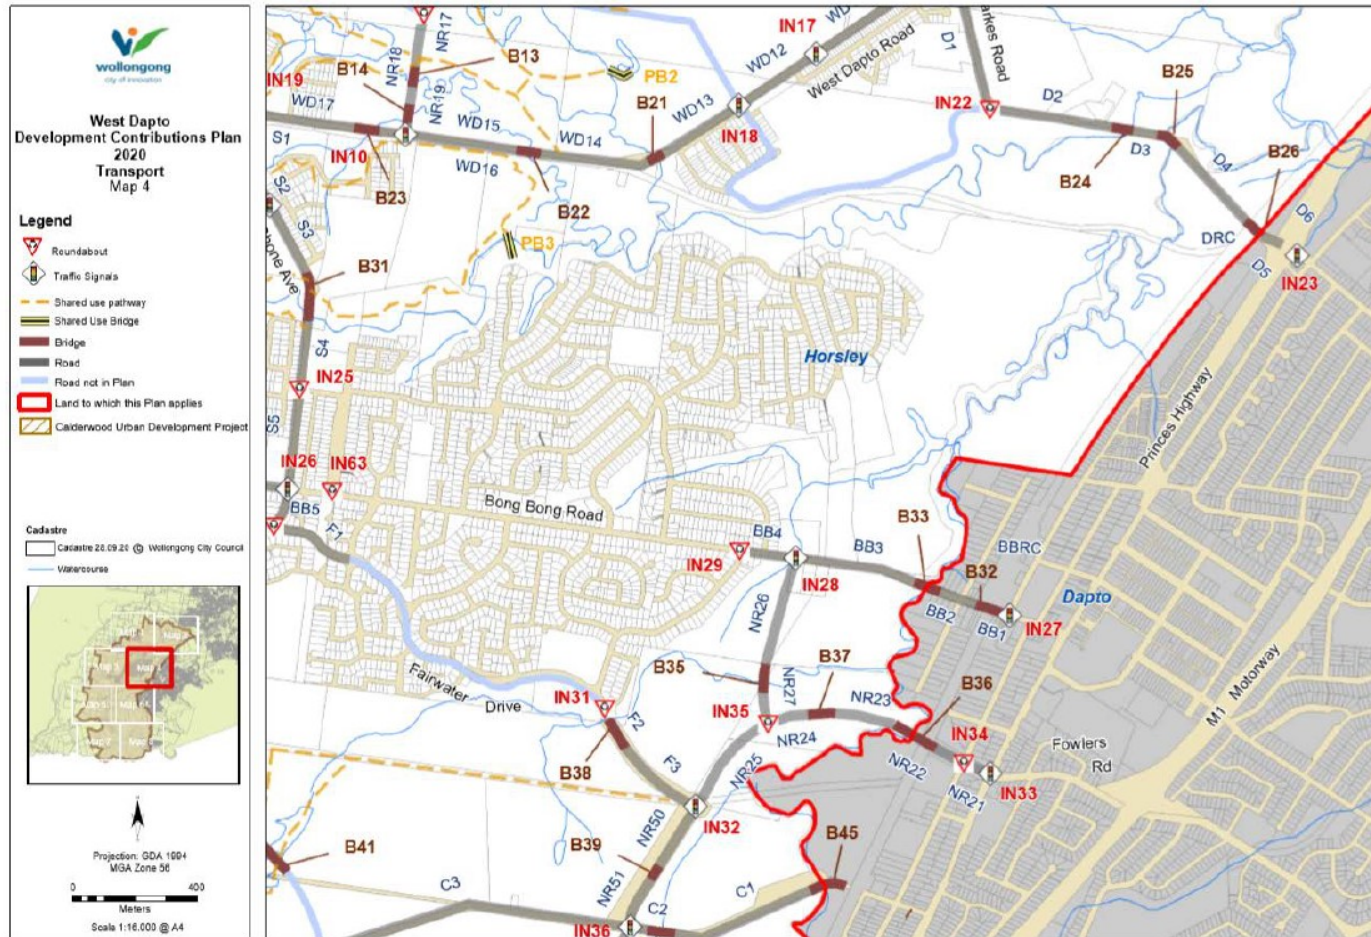 wollongong
city of innovation
West Dapto
Development Contributions Plan
2020
Transport
Map 4
Legend
Roundabout
Traffic Signals
Shared use pathway
Shared Use Bridge
Bridge
Road
Road not in Plan
Land to which this Plan applies
Calderwood Urban Development Project
Cadastre
Cadastre 28.09.20 © Wollongong City Council
Watercourse
Projection: GDA 1994
MGA Zone 56
0 400
Meters
Scale 1:16,000 @ A4
NR17
IN17
WD
D1
arkes Road
B14
NR18
B13
PB2
WD12
West Dapto Road
IN19
B25
WD17
NR19
B21
WD13
IN22
D2
S1
WD15
WD14
IN18
D3
IN10
WD16
B24
D4
B26
S2
B23
B22
D6
S3
PB3
DRC
D5
bone Ave
B31
IN23
S4
Horsley
IN25
Princes Highway
S5
IN26
IN63
Bong Bong Road
BB5
F1
BB4
B33
BBRC
IN29
BB3
B32
IN28
Dapto
NR26
BB2
BB1
IN27
B35
B37
Fairwater
Drive
NR27
NR23
B36
M1 Motorway
IN31
F2
IN35
NR24
IN34
Fowlers
Rd
B38
F3
NR25
NR22
NR21
IN33
IN32
NR50
B41
B39
B45
C3
NR51
C1
C2
IN36